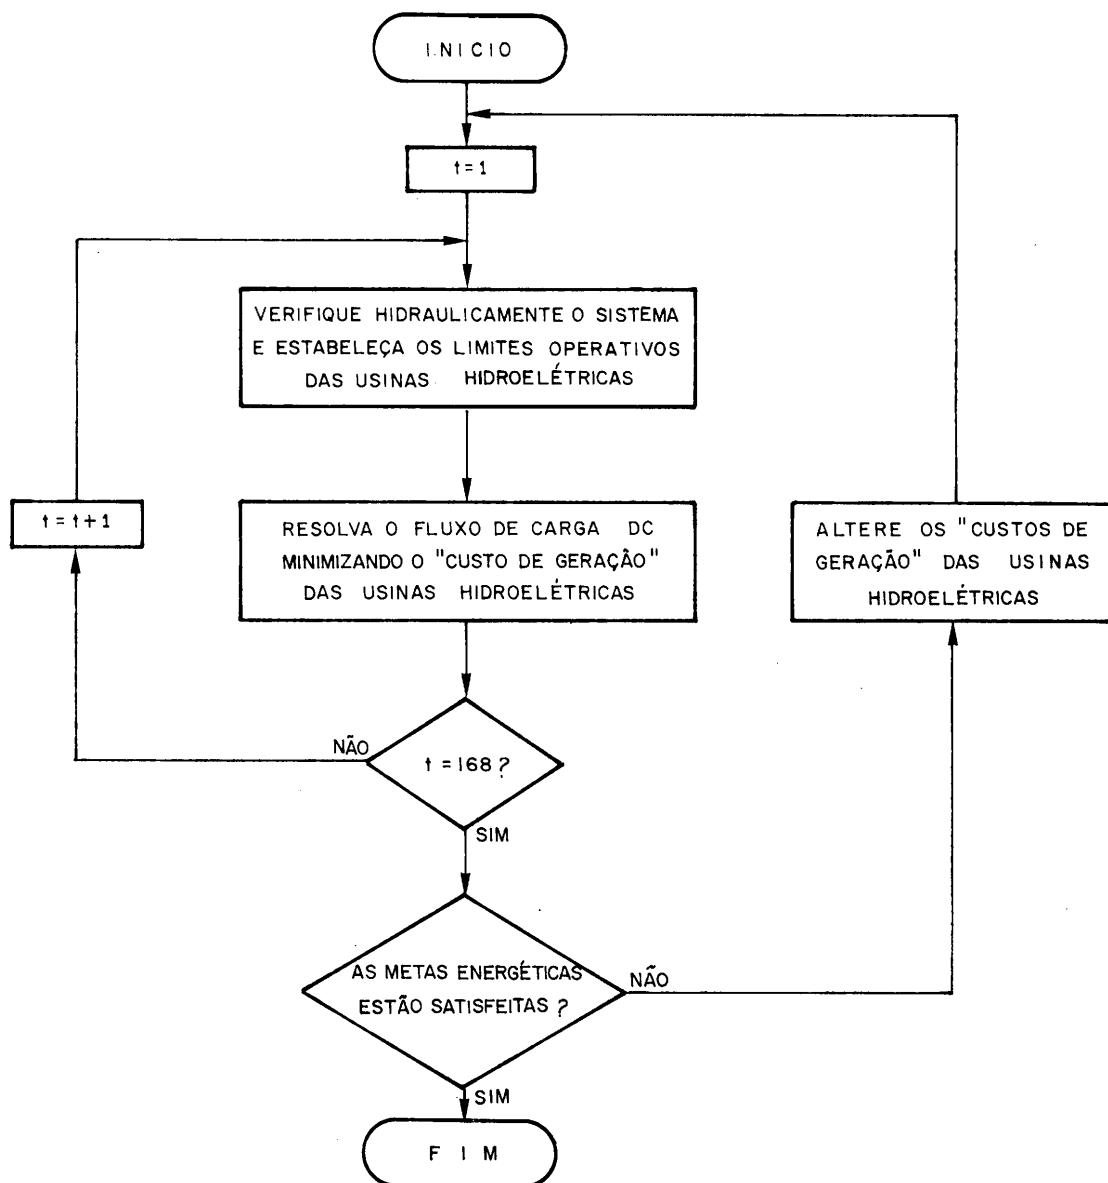 INICIO
t = 1
VERIFIQUE HIDRAULICAMENTE O SISTEMA
E ESTABELEÇA OS LIMITES OPERATIVOS
DAS USINAS HIDROELÉTRICAS
t = t + 1
RESOLVA O FLUXO DE CARGA DC
MINIMIZANDO O "CUSTO DE GERAÇÃO"
DAS USINAS HIDROELÉTRICAS
ALTERE OS "CUSTOS DE
GERAÇÃO" DAS USINAS
HIDROELÉTRICAS
NÃO
t = 168 ?
SIM
AS METAS ENERGÉTICAS
ESTÃO SATISFEITAS ?
NÃO
SIM
FIM